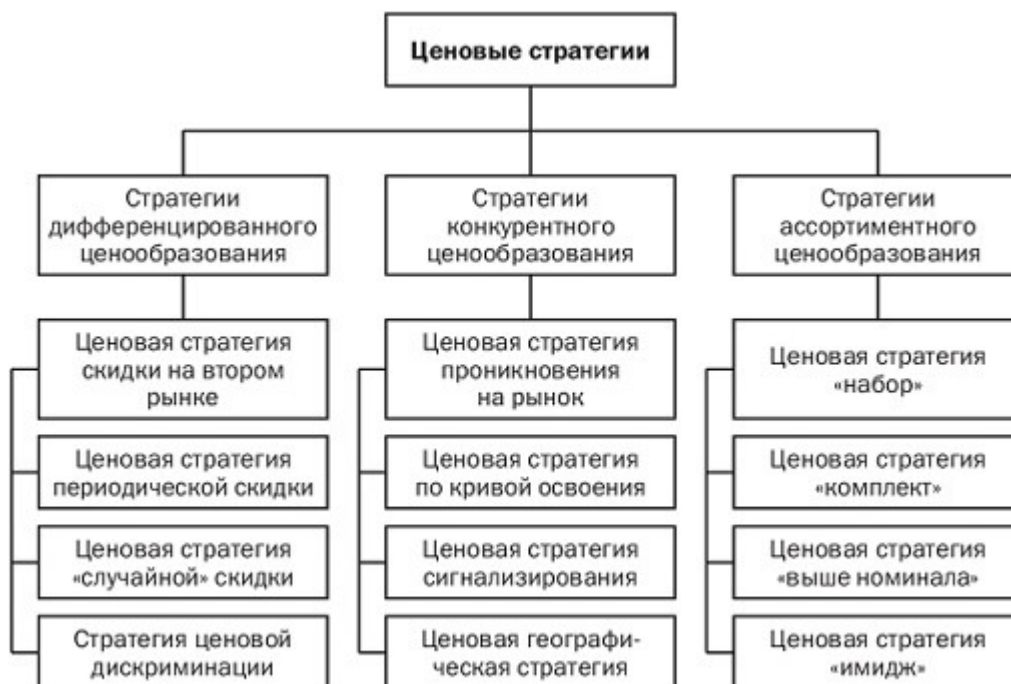 Ценовые стратегии
Стратегии
дифференцированного
ценообразования
Стратегии
конкурентного
ценообразования
Стратегии
ассортиментного
ценообразования
Ценовая стратегия
скидки на втором
рынке
Ценовая стратегия
проникновения
на рынок
Ценовая стратегия
«набор»
Ценовая стратегия
периодической скидки
Ценовая стратегия
по кривой освоения
Ценовая стратегия
«комплект»
Ценовая стратегия
«случайной» скидки
Ценовая стратегия
сигнализирования
Ценовая стратегия
«выше номинала»
Стратегия ценовой
дискриминации
Ценовая географи-
ческая стратегия
Ценовая стратегия
«имидж»